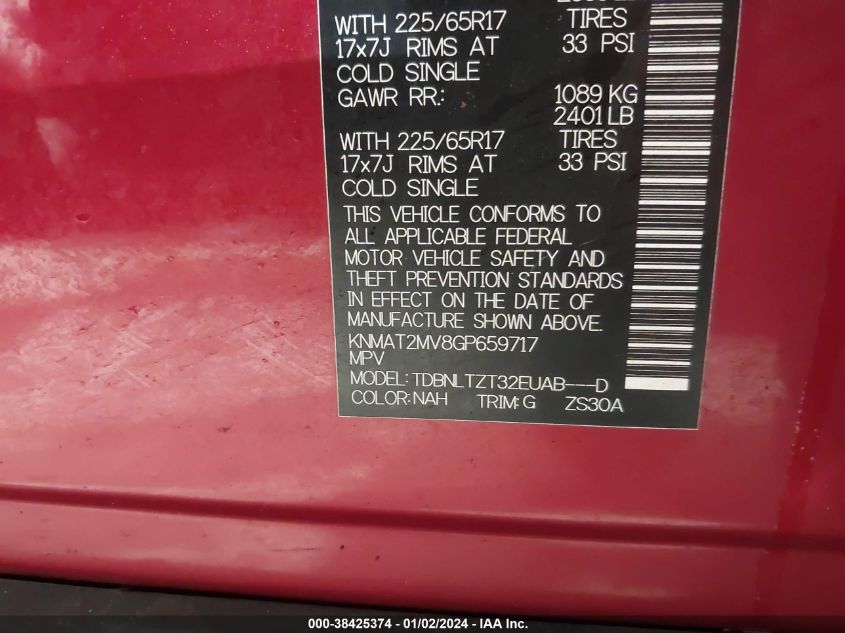 WITH 225/65R17 TIRES
17x7J RIMS AT 33 PSI
COLD SINGLE
GAWR RR: 1089 KG
2401 LB
WITH 225/65R17 TIRES
17x7J RIMS AT 33 PSI
COLD SINGLE
THIS VEHICLE CONFORMS TO
ALL APPLICABLE FEDERAL
MOTOR VEHICLE SAFETY AND
THEFT PREVENTION STANDARDS
IN EFFECT ON THE DATE OF
MANUFACTURE SHOWN ABOVE.
KNMAT2MV8GP659717
MPV
MODEL: TDBNLTZT32EUAB---D
COLOR: NAH TRIM: G ZS30A
000-38425374 - 01/02/2024 - IAA Inc.